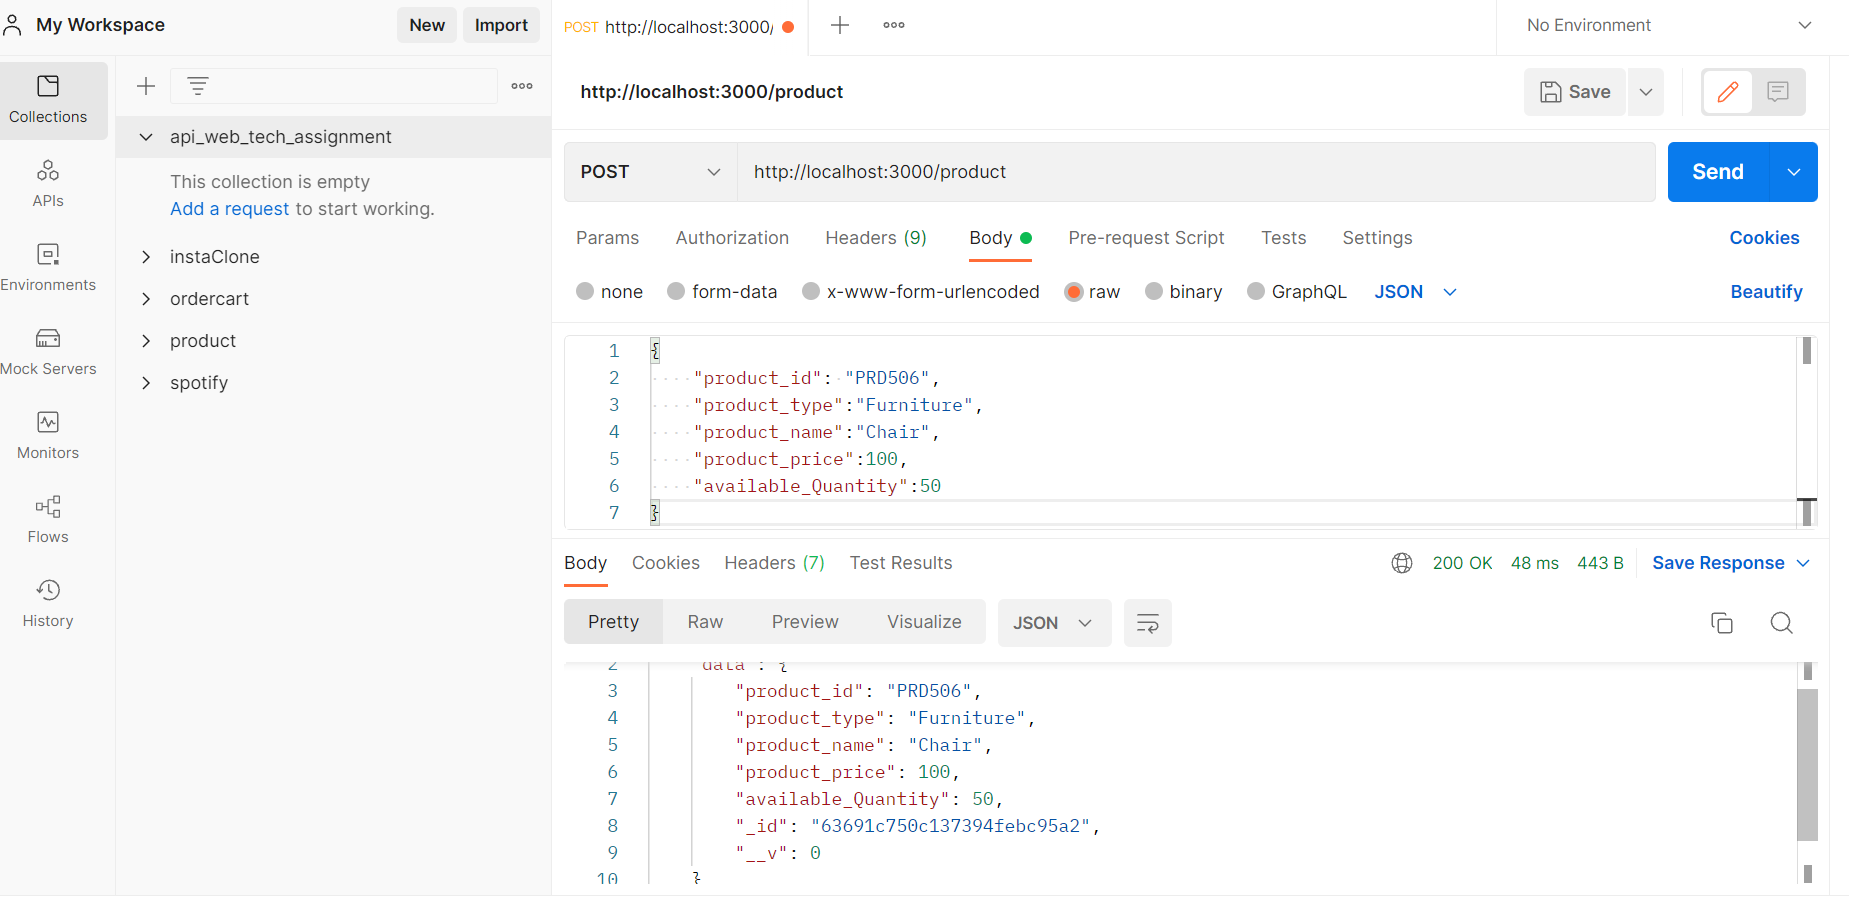 My Workspace
New
Import
POST http://localhost:3000/
No Environment
Collections
APIs
Environments
Mock Servers
Monitors
Flows
History
api_web_tech_assignment
This collection is empty
Add a request to start working.
instaClone
ordercart
product
spotify
http://localhost:3000/product
Save
POST
http://localhost:3000/product
Send
Params Authorization Headers (9) Body Pre-request Script Tests Settings Cookies
none form-data x-www-form-urlencoded raw binary GraphQL JSON Beautify
1 {
2 "product_id": "PRD506",
3 "product_type":"Furniture",
4 "product_name":"Chair",
5 "product_price":100,
6 "available_Quantity":50
7 }
Body Cookies Headers (7) Test Results 200 OK 48 ms 443 B Save Response
Pretty Raw Preview Visualize JSON
2 "data": {
3 "product_id": "PRD506",
4 "product_type": "Furniture",
5 "product_name": "Chair",
6 "product_price": 100,
7 "available_Quantity": 50,
8 "_id": "63691c750c137394febc95a2",
9 "__v": 0
10 }